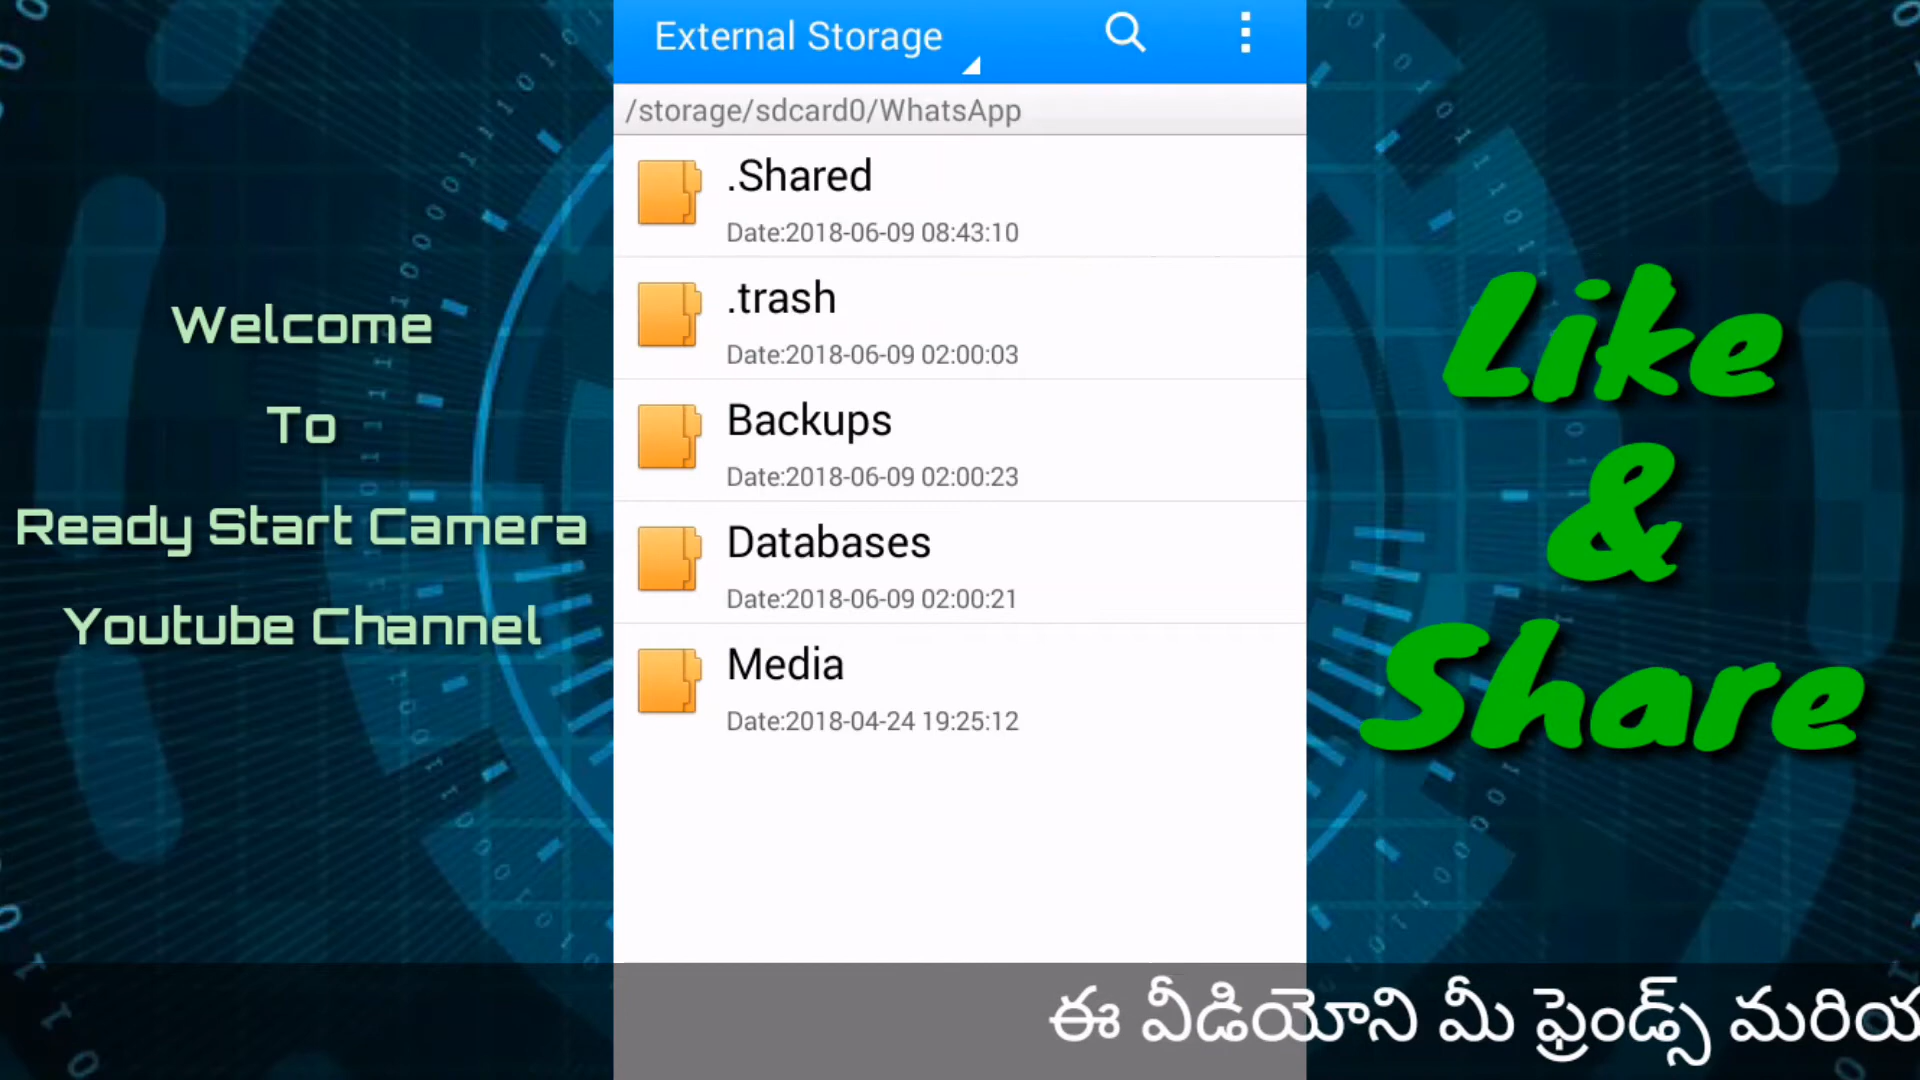 Welcome
To
Ready Start Camera
Youtube Channel
External Storage
/storage/sdcard0/WhatsApp
.Shared
Date:2018-06-09 08:43:10
.trash
Date:2018-06-09 02:00:03
Backups
Date:2018-06-09 02:00:23
Databases
Date:2018-06-09 02:00:21
Media
Date:2018-04-24 19:25:12
Like
&
Share
ఈ వీడియోని మీ ఫ్రెండ్స్ మరియ